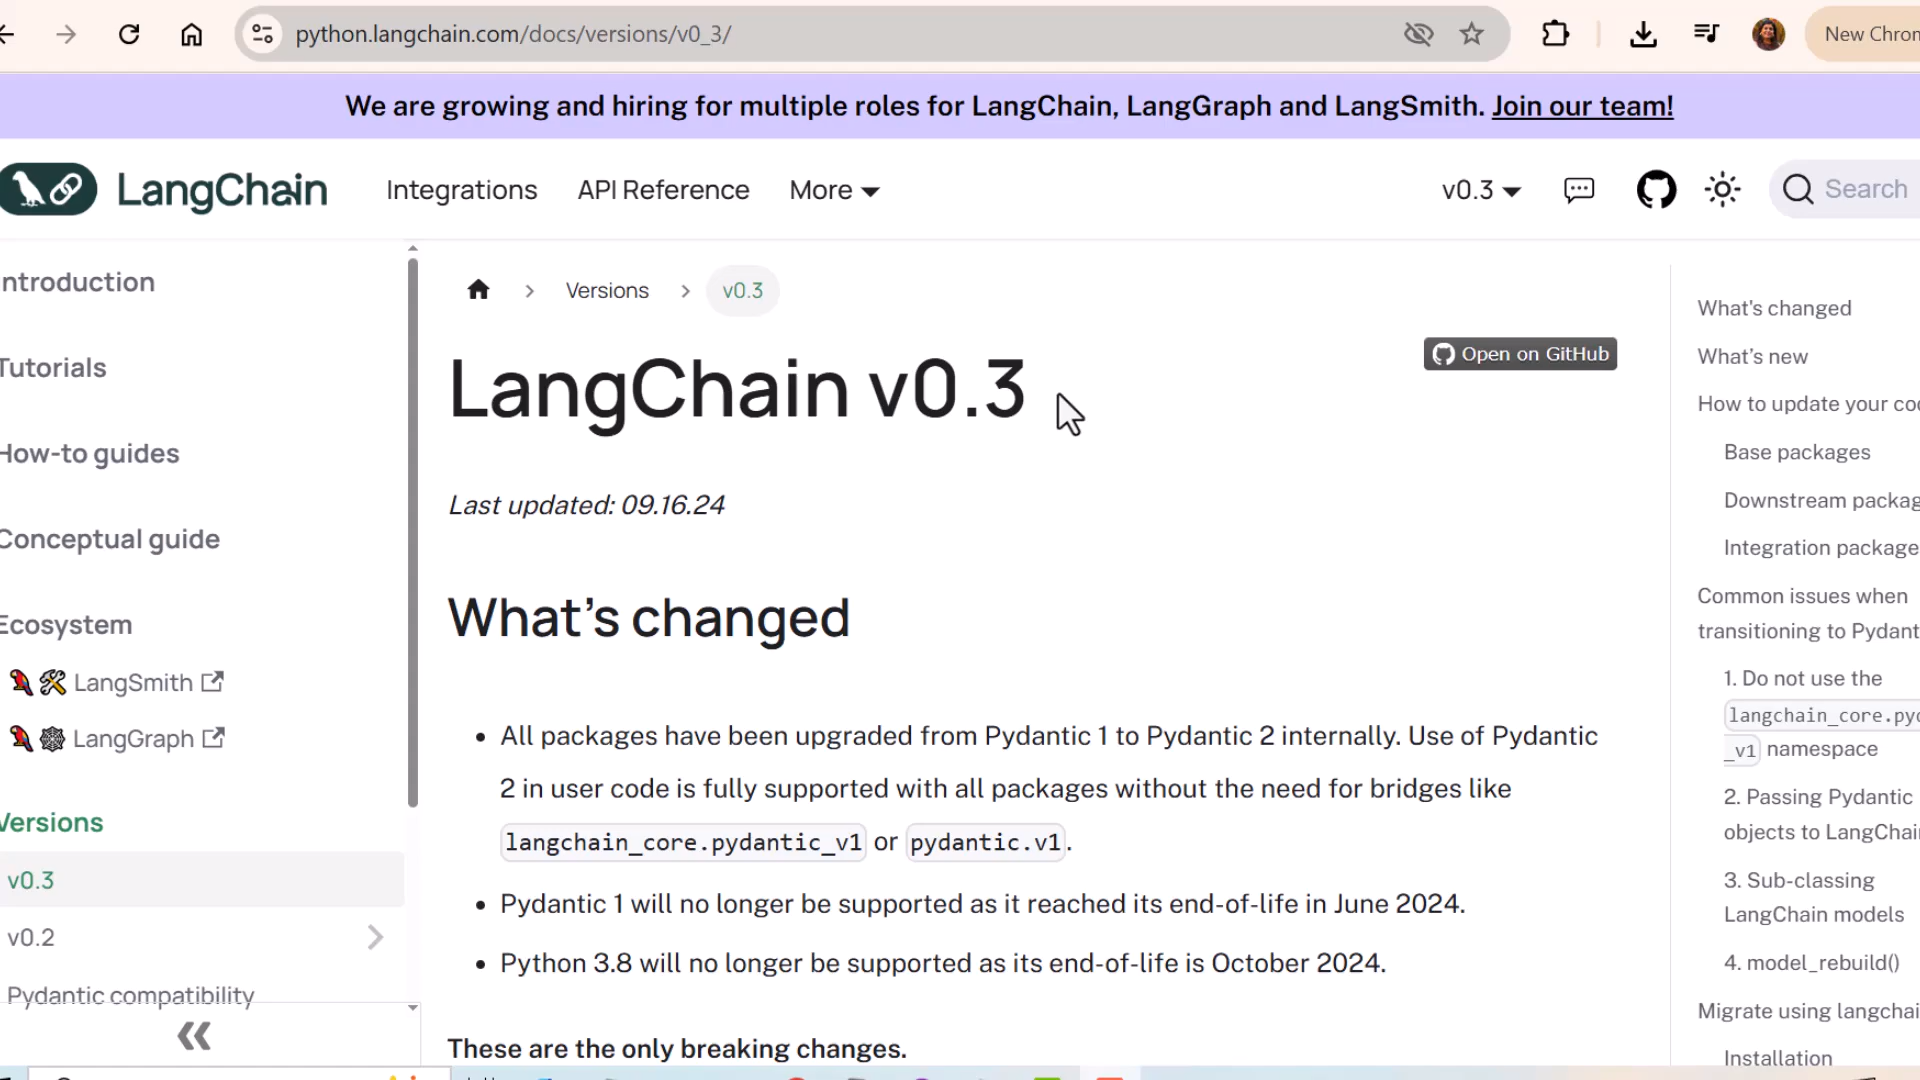 python.langchain.com/docs/versions/v0_3/
New Chrom
We are growing and hiring for multiple roles for LangChain, LangGraph and LangSmith. Join our team!
LangChain
Integrations
API Reference
More
v0.3
Search
ntroduction
Tutorials
How-to guides
Conceptual guide
Ecosystem
LangSmith
LangGraph
Versions
v0.3
v0.2
Pydantic compatibility
Versions
v0.3
Open on GitHub
LangChain v0.3
Last updated: 09.16.24
What's changed
All packages have been upgraded from Pydantic 1 to Pydantic 2 internally. Use of Pydantic
2 in user code is fully supported with all packages without the need for bridges like
langchain_core.pydantic_v1 or pydantic.v1.
Pydantic 1 will no longer be supported as it reached its end-of-life in June 2024.
Python 3.8 will no longer be supported as its end-of-life is October 2024.
These are the only breaking changes.
What's changed
What's new
How to update your co
Base packages
Downstream packag
Integration package
Common issues when
transitioning to Pydant
1. Do not use the
langchain_core.pyd
_v1 namespace
2. Passing Pydantic
objects to LangChai
3. Sub-classing
LangChain models
4. model_rebuild()
Migrate using langchai
Installation